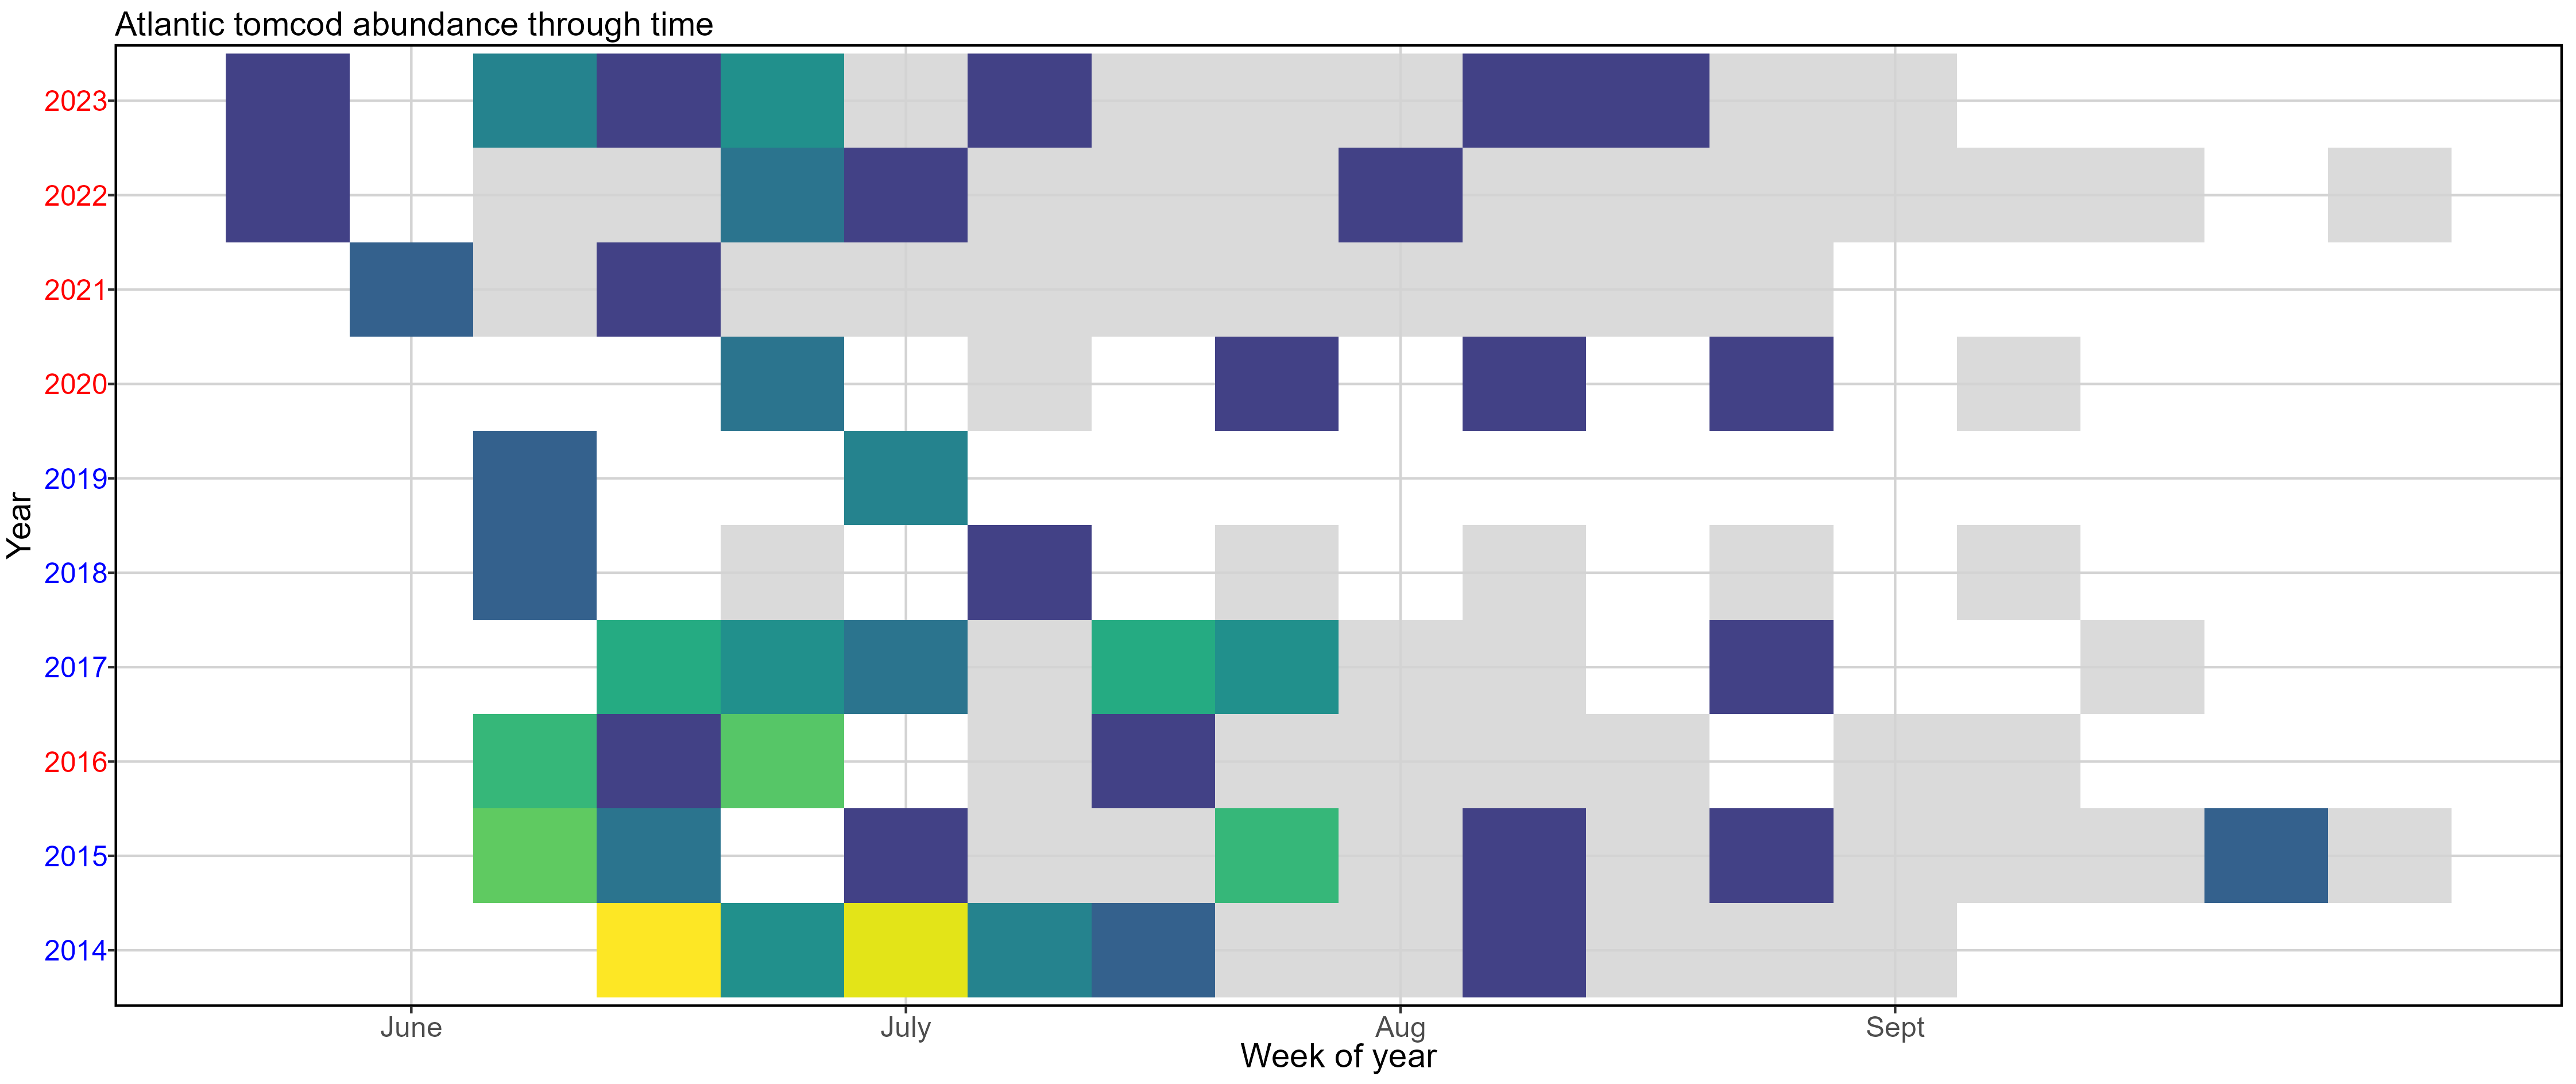 Atlantic tomcod abundance through time
Year
2023
2022
2021
2020
2019
2018
2017
2016
2015
2014
June July Aug Sept
Week of year